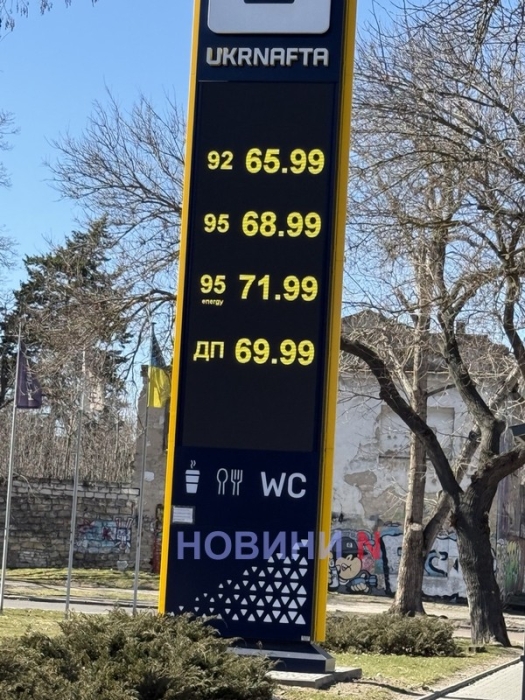 UKRNAFTA
92 65.99
95 68.99
95 71.99
energy
ДП 69.99
WC
НОВИНИ N